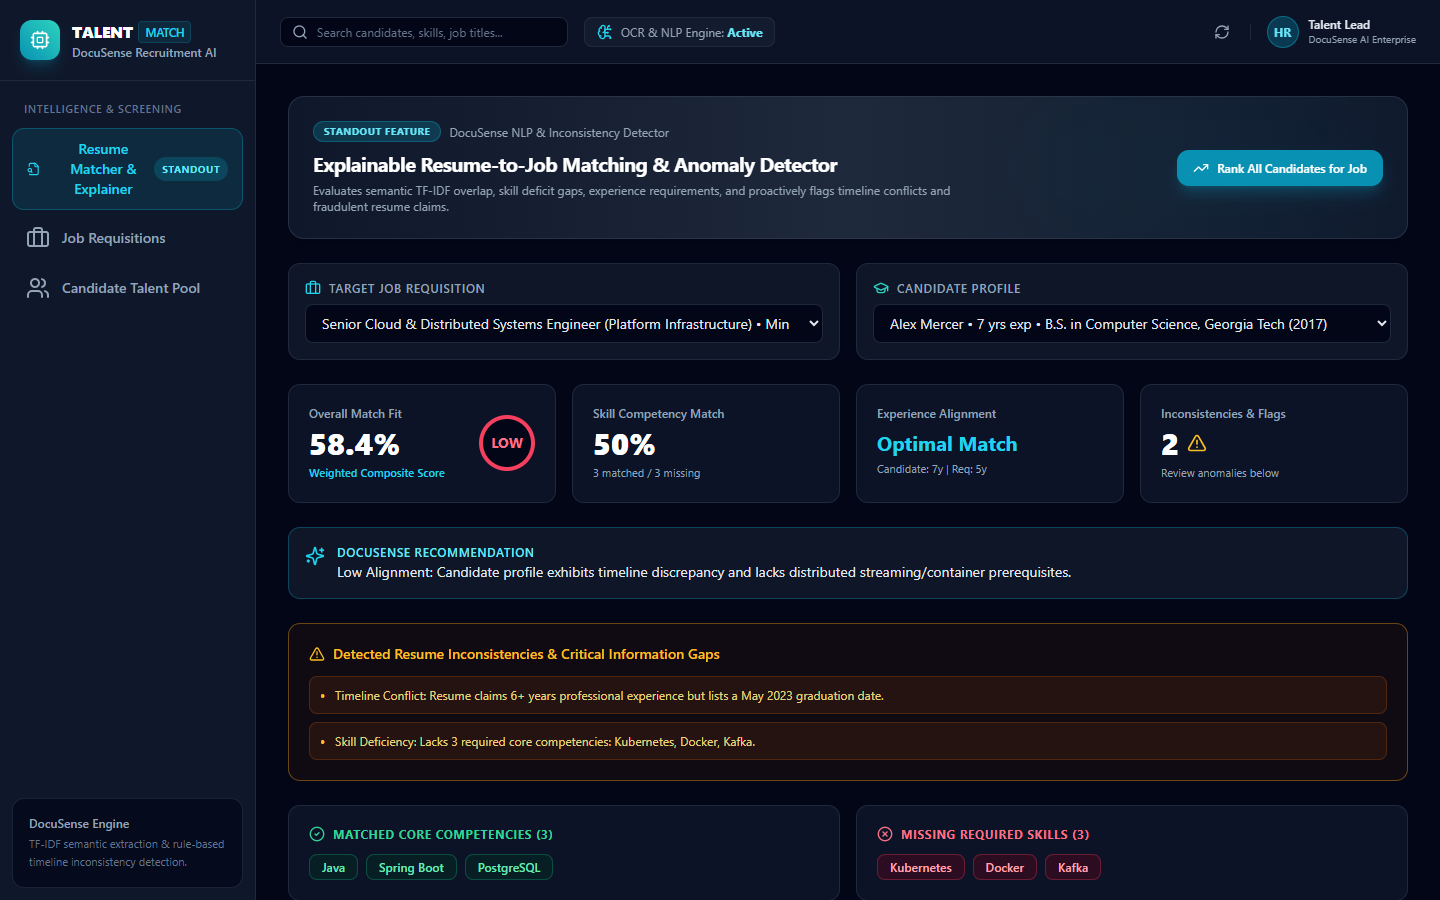 TALENT MATCH
DocuSense Recruitment AI
Search candidates, skills, job titles...
OCR & NLP Engine: Active
HR
Talent Lead
DocuSense AI Enterprise
INTELLIGENCE & SCREENING
Resume
Matcher &
Explainer
STANDOUT
Job Requisitions
Candidate Talent Pool
STANDOUT FEATURE
DocuSense NLP & Inconsistency Detector
Explainable Resume-to-Job Matching & Anomaly Detector
Evaluates semantic TF-IDF overlap, skill deficit gaps, experience requirements, and proactively flags timeline conflicts and
fraudulent resume claims.
Rank All Candidates for Job
TARGET JOB REQUISITION
Senior Cloud & Distributed Systems Engineer (Platform Infrastructure) • Min
CANDIDATE PROFILE
Alex Mercer • 7 yrs exp • B.S. in Computer Science, Georgia Tech (2017)
Overall Match Fit
58.4%
Weighted Composite Score
LOW
Skill Competency Match
50%
3 matched / 3 missing
Experience Alignment
Optimal Match
Candidate: 7y | Req: 5y
Inconsistencies & Flags
2
Review anomalies below
DOCUSENSE RECOMMENDATION
Low Alignment: Candidate profile exhibits timeline discrepancy and lacks distributed streaming/container prerequisites.
Detected Resume Inconsistencies & Critical Information Gaps
• Timeline Conflict: Resume claims 6+ years professional experience but lists a May 2023 graduation date.
• Skill Deficiency: Lacks 3 required core competencies: Kubernetes, Docker, Kafka.
MATCHED CORE COMPETENCIES (3)
Java
Spring Boot
PostgreSQL
MISSING REQUIRED SKILLS (3)
Kubernetes
Docker
Kafka
DocuSense Engine
TF-IDF semantic extraction & rule-based
timeline inconsistency detection.